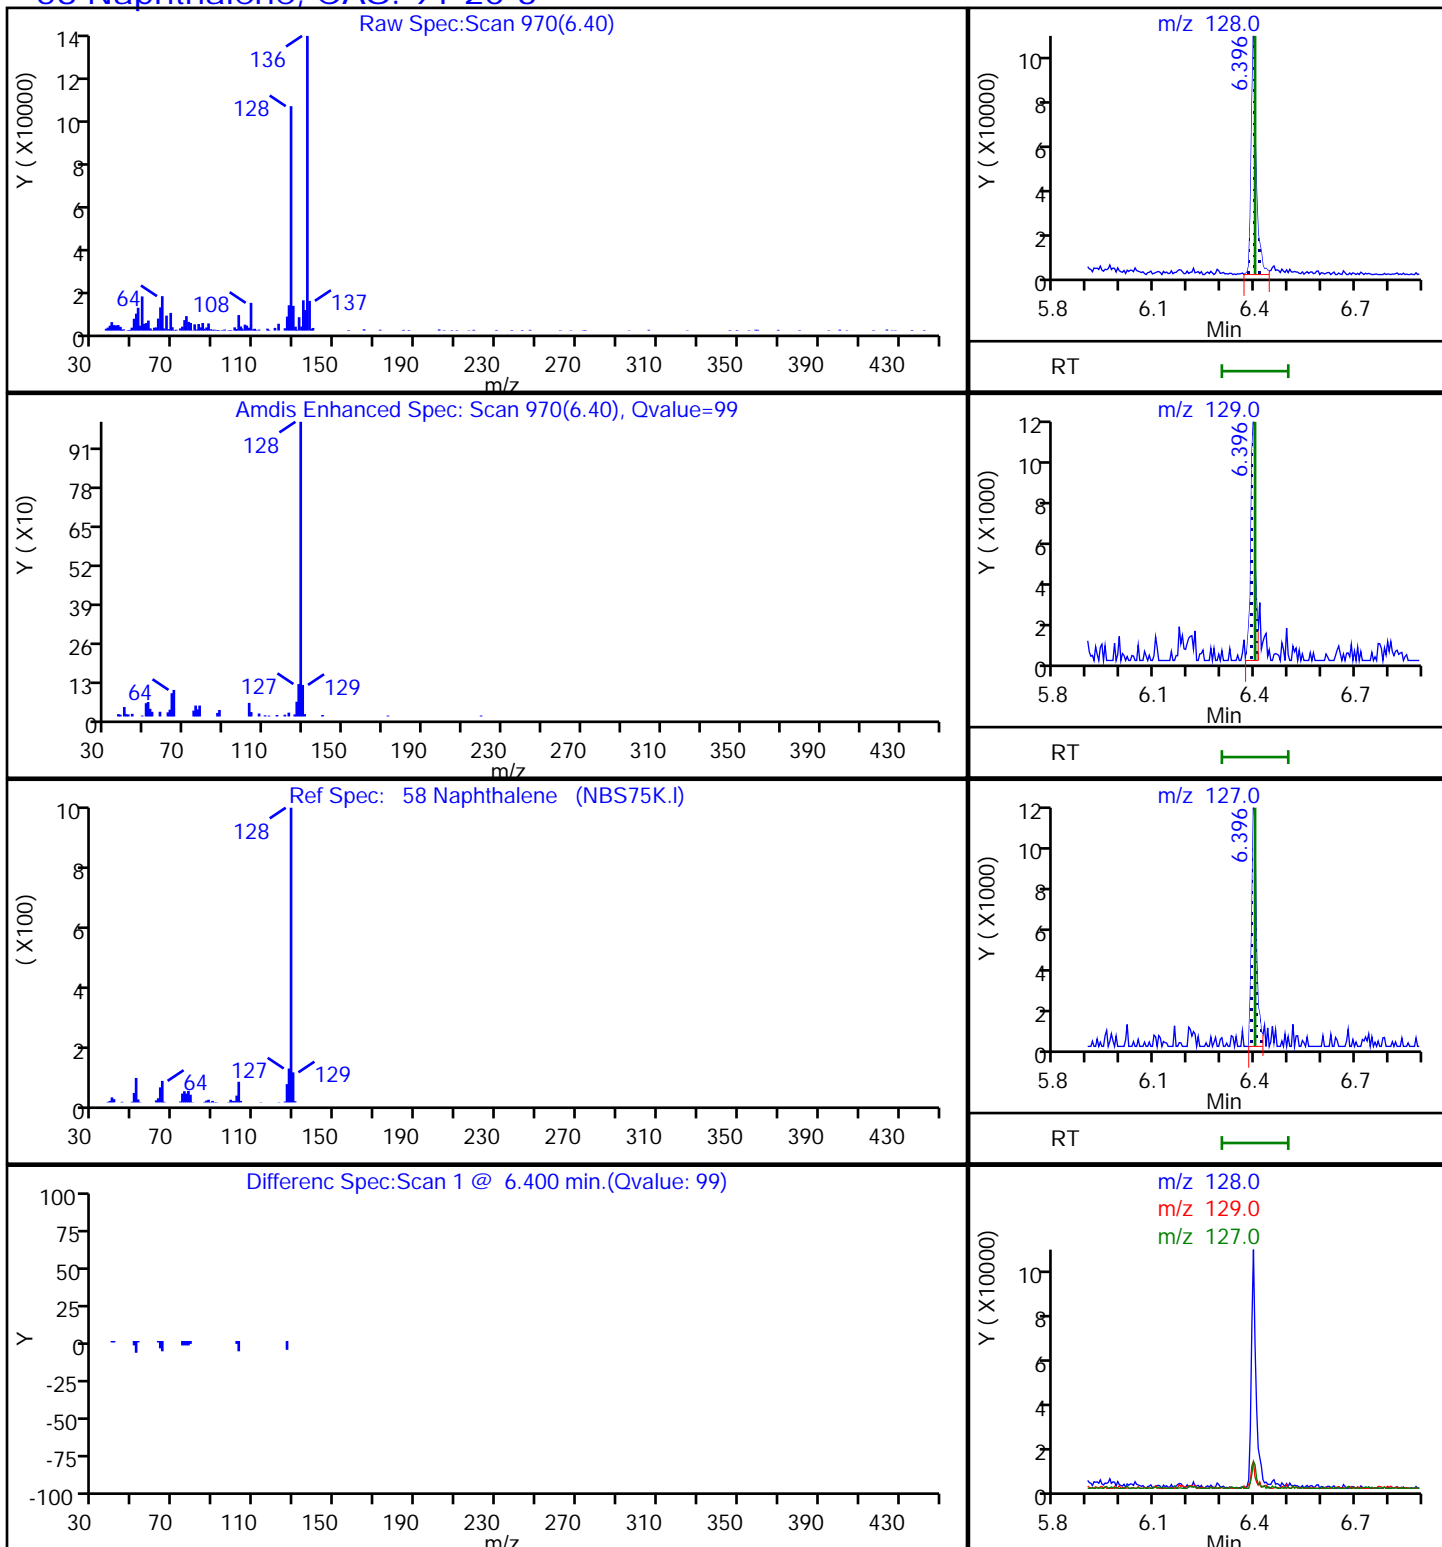 58 Naphthalene, CAS: 91-20-3
Raw Spec:Scan 970(6.40)
Y ( X10000)
14
12
10
8
6
4
2
0
136
128
64
108
137
30 70 110 150 190 230 270 310 350 390 430
m/z
m/z 128.0
Y ( X10000)
10
8
6
4
2
0
6.396
5.8 6.1 6.4 6.7
Min
RT
Amdis Enhanced Spec: Scan 970(6.40), Qvalue=99
Y ( X10)
91
78
65
52
39
26
13
0
128
64
127
129
30 70 110 150 190 230 270 310 350 390 430
m/z
m/z 129.0
Y ( X1000)
12
10
8
6
4
2
0
6.396
5.8 6.1 6.4 6.7
Min
RT
Ref Spec: 58 Naphthalene (NBS75K.I)
( X100)
10
8
6
4
2
0
128
64
127
129
30 70 110 150 190 230 270 310 350 390 430
m/z 127.0
Y ( X1000)
12
10
8
6
4
2
0
6.396
5.8 6.1 6.4 6.7
Min
RT
Differenc Spec:Scan 1 @ 6.400 min.(Qvalue: 99)
Y
100
75
50
25
0
-25
-50
-75
-100
30 70 110 150 190 230 270 310 350 390 430
m/z
m/z 128.0
m/z 129.0
m/z 127.0
Y ( X10000)
10
8
6
4
2
0
5.8 6.1 6.4 6.7
Min